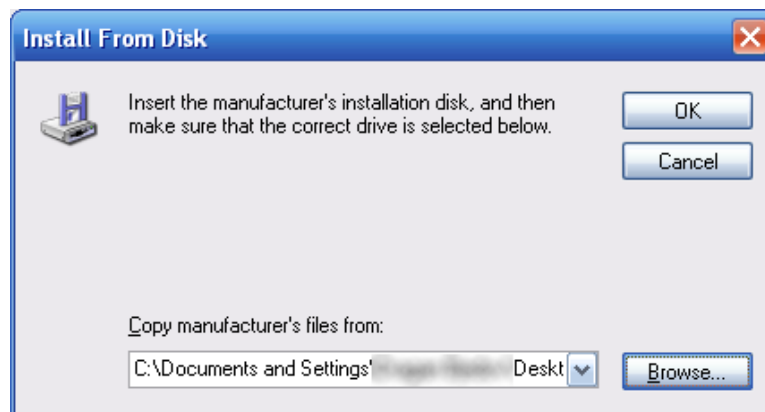 Install From Disk
Insert the manufacturer's installation disk, and then
make sure that the correct drive is selected below.
OK
Cancel
Copy manufacturer's files from:
C:\Documents and Settings' Deskt
Browse...